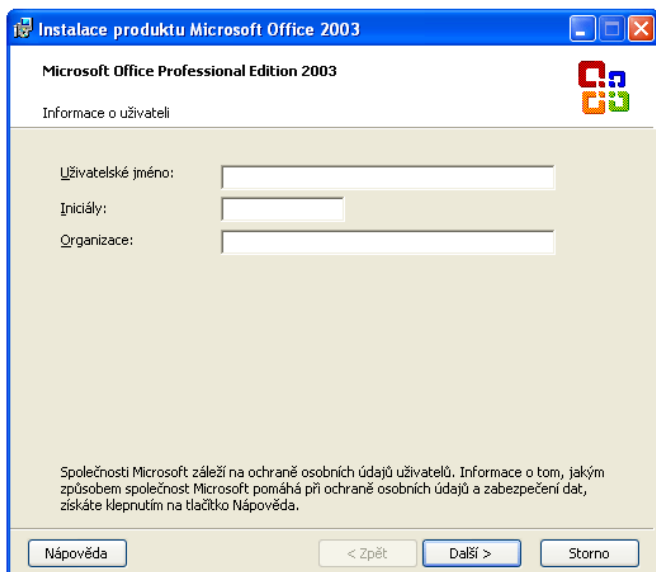 Instalace produktu Microsoft Office 2003
Microsoft Office Professional Edition 2003
Informace o uživateli
Uživatelské jméno:
Iniciály:
Organizace:
Společnosti Microsoft záleží na ochraně osobních údajů uživatelů. Informace o tom, jakým
způsobem společnost Microsoft pomáhá při ochraně osobních údajů a zabezpečení dat,
získáte klepnutím na tlačítko Nápověda.
Nápověda
< Zpět
Další >
Storno